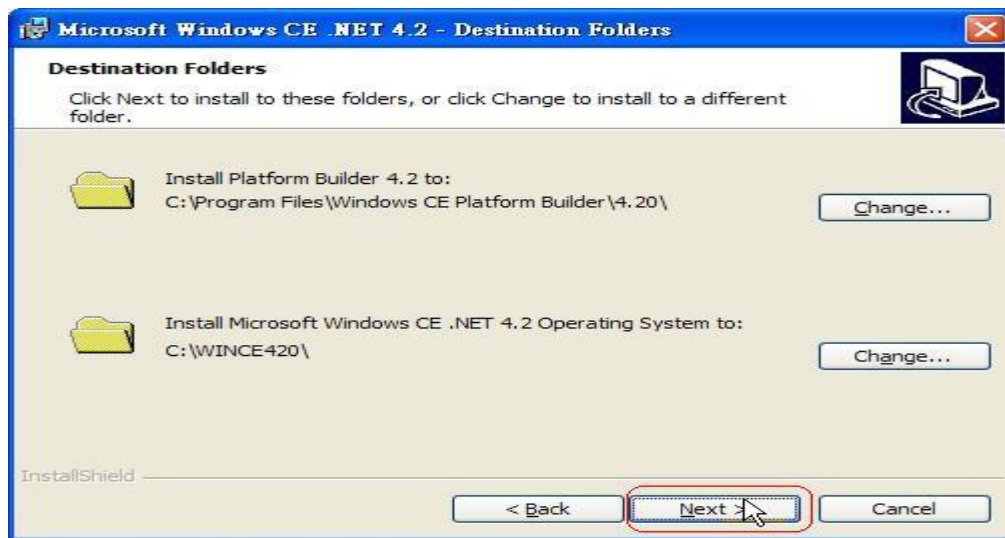 Microsoft Windows CE .NET 4.2 - Destination Folders
Destination Folders
Click Next to install to these folders, or click Change to install to a different
folder.
Install Platform Builder 4.2 to:
C:\Program Files\Windows CE Platform Builder\4.20\
Change...
Install Microsoft Windows CE .NET 4.2 Operating System to:
C:\WINCE420\
Change...
InstallShield
< Back
Next >
Cancel